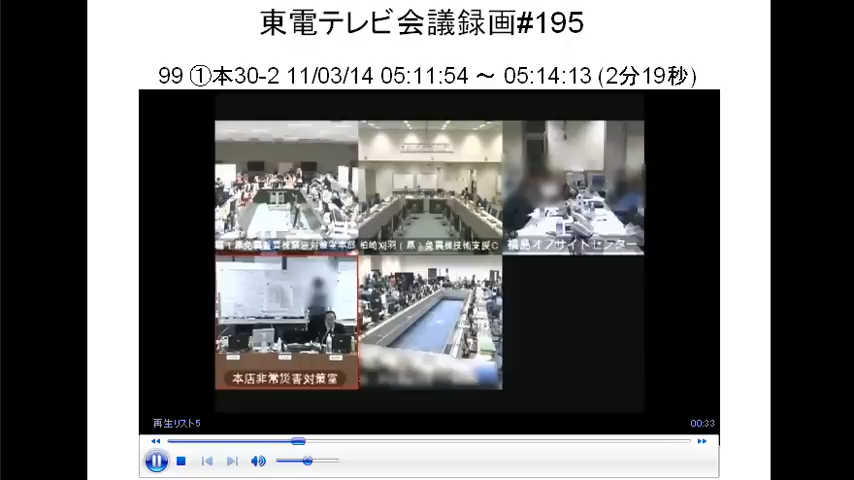 東電テレビ会議録画#195
99 ①本30-2 11/03/14 05:11:54 ～ 05:14:13 (2分19秒)
柏崎刈羽(原)免震棟技術支援C
福島オフサイトセンター
本店非常災害対策室
再生リスト5
00:33